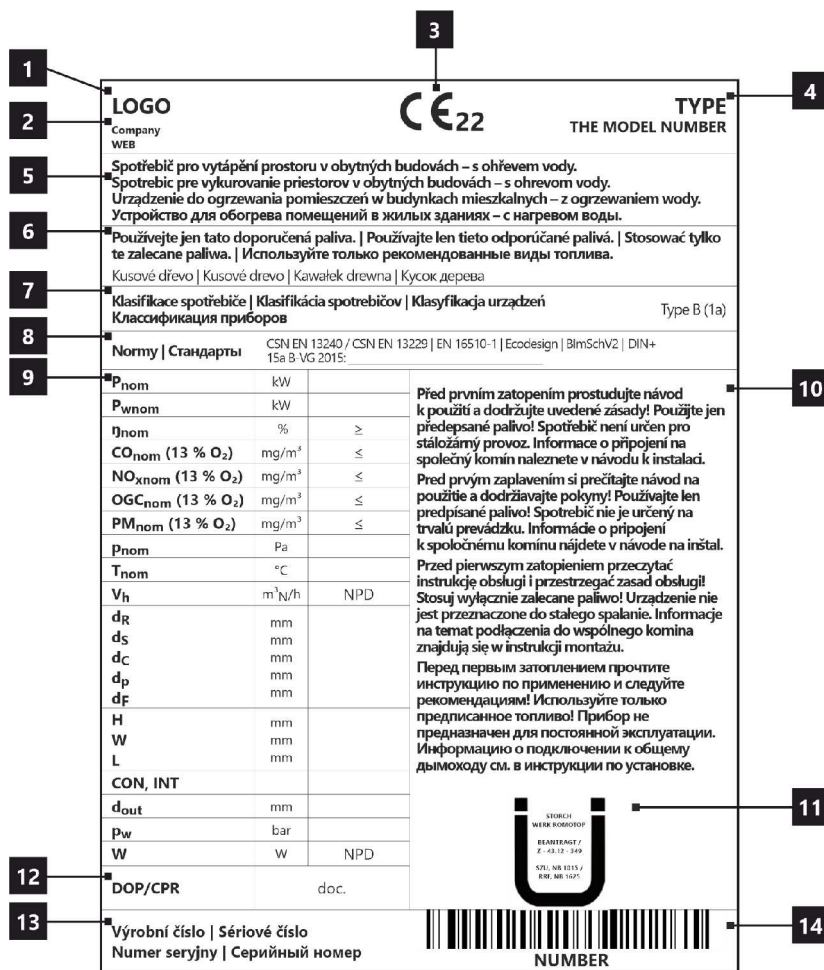 3
1
LOGO
CE 22
TYPE
4
2
Company
THE MODEL NUMBER
WEB
5
Spotřebič pro vytápění prostoru v obytných budovách – s ohřevem vody.
Spotrebic pre vykurovanie priestorov v obytných budovách – s ohrevom vody.
Urządzenie do ogrzewania pomieszczeń w budynkach mieszkalnych – z ogrzewaniem wody.
Устройство для обогрева помещений в жилых зданиях – с нагревом воды.
6
Používejte jen tato doporučená paliva. | Používajte len tieto odporúčané palivá. | Stosować tylko
te zalecane paliwa. | Используйте только рекомендованные виды топлива.
Kusové dřevo | Kusové drevo | Kawałek drewna | Кусок дерева
7
Klasifikace spotřebiče | Klasifikácia spotrebičov | Klasyfikacja urządzeń
Классификация приборов
Type B (1a)
8
Normy | Стандарты
CSN EN 13240 / CSN EN 13229 | EN 16510-1 | Ecodesign | BImSchV2 | DIN+
15a B-VG 2015:
9
Pnom kW
Pwnom kW
ηnom % ≥
COnom (13 % O₂) mg/m³ ≤
NOxnom (13 % O₂) mg/m³ ≤
OGCnom (13 % O₂) mg/m³ ≤
PMnom (13 % O₂) mg/m³ ≤
pnom Pa
Tnom °C
Vh m³N/h NPD
dR mm
dS mm
dC mm
dp mm
dF mm
H mm
W mm
L mm
CON, INT
dout mm
pw bar
W W NPD
12
DOP/CPR doc.
10
Před prvním zatopením prostudujte návod
k použití a dodržujte uvedené zásady! Použijte jen
předepsané palivo! Spotřebič není určen pro
stáložárný provoz. Informace o připojení na
společný komín naleznete v návodu k instalaci.
Pred prvým zaplavením si prečítajte návod na
použitie a dodržiavajte pokyny! Používajte len
predpísané palivo! Spotrebič nie je určený na
trvalú prevádzku. Informácie o pripojení
k spoločnému komínu nájdete v návode na inštal.
Przed pierwszym zatopieniem przeczytać
instrukcję obsługi i przestrzegać zasad obsługi!
Stosuj wyłącznie zalecane paliwo! Urządzenie nie
jest przeznaczone do stałego spalanie. Informacje
na temat podłączenia do wspólnego komina
znajdują się w instrukcji montażu.
Перед первым затоплением прочтите
инструкцию по применению и следуйте
рекомендациям! Используйте только
предписанное топливо! Прибор не
предназначен для постоянной эксплуатации.
Информацию о подключении к общему
дымоходу см. в инструкции по установке.
11
STORCH
WERK ROMOTOP
BEANTRAGT /
Z - 43.12 - 349
SZU, NB 1015 /
RRF, NB 1625
13
Výrobní číslo | Sériové číslo
Numer seryjny | Серийный номер
14
NUMBER